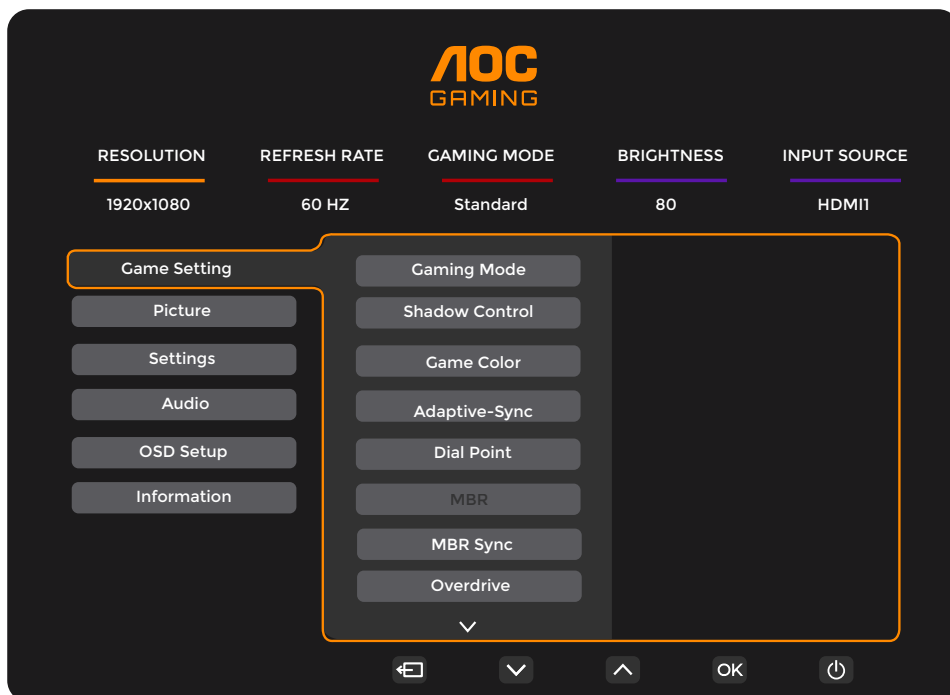 AOC
GAMING
RESOLUTION REFRESH RATE GAMING MODE BRIGHTNESS INPUT SOURCE
1920x1080 60 HZ Standard 80 HDMI1
Game Setting
Picture
Settings
Audio
OSD Setup
Information
Gaming Mode
Shadow Control
Game Color
Adaptive-Sync
Dial Point
MBR
MBR Sync
Overdrive
OK